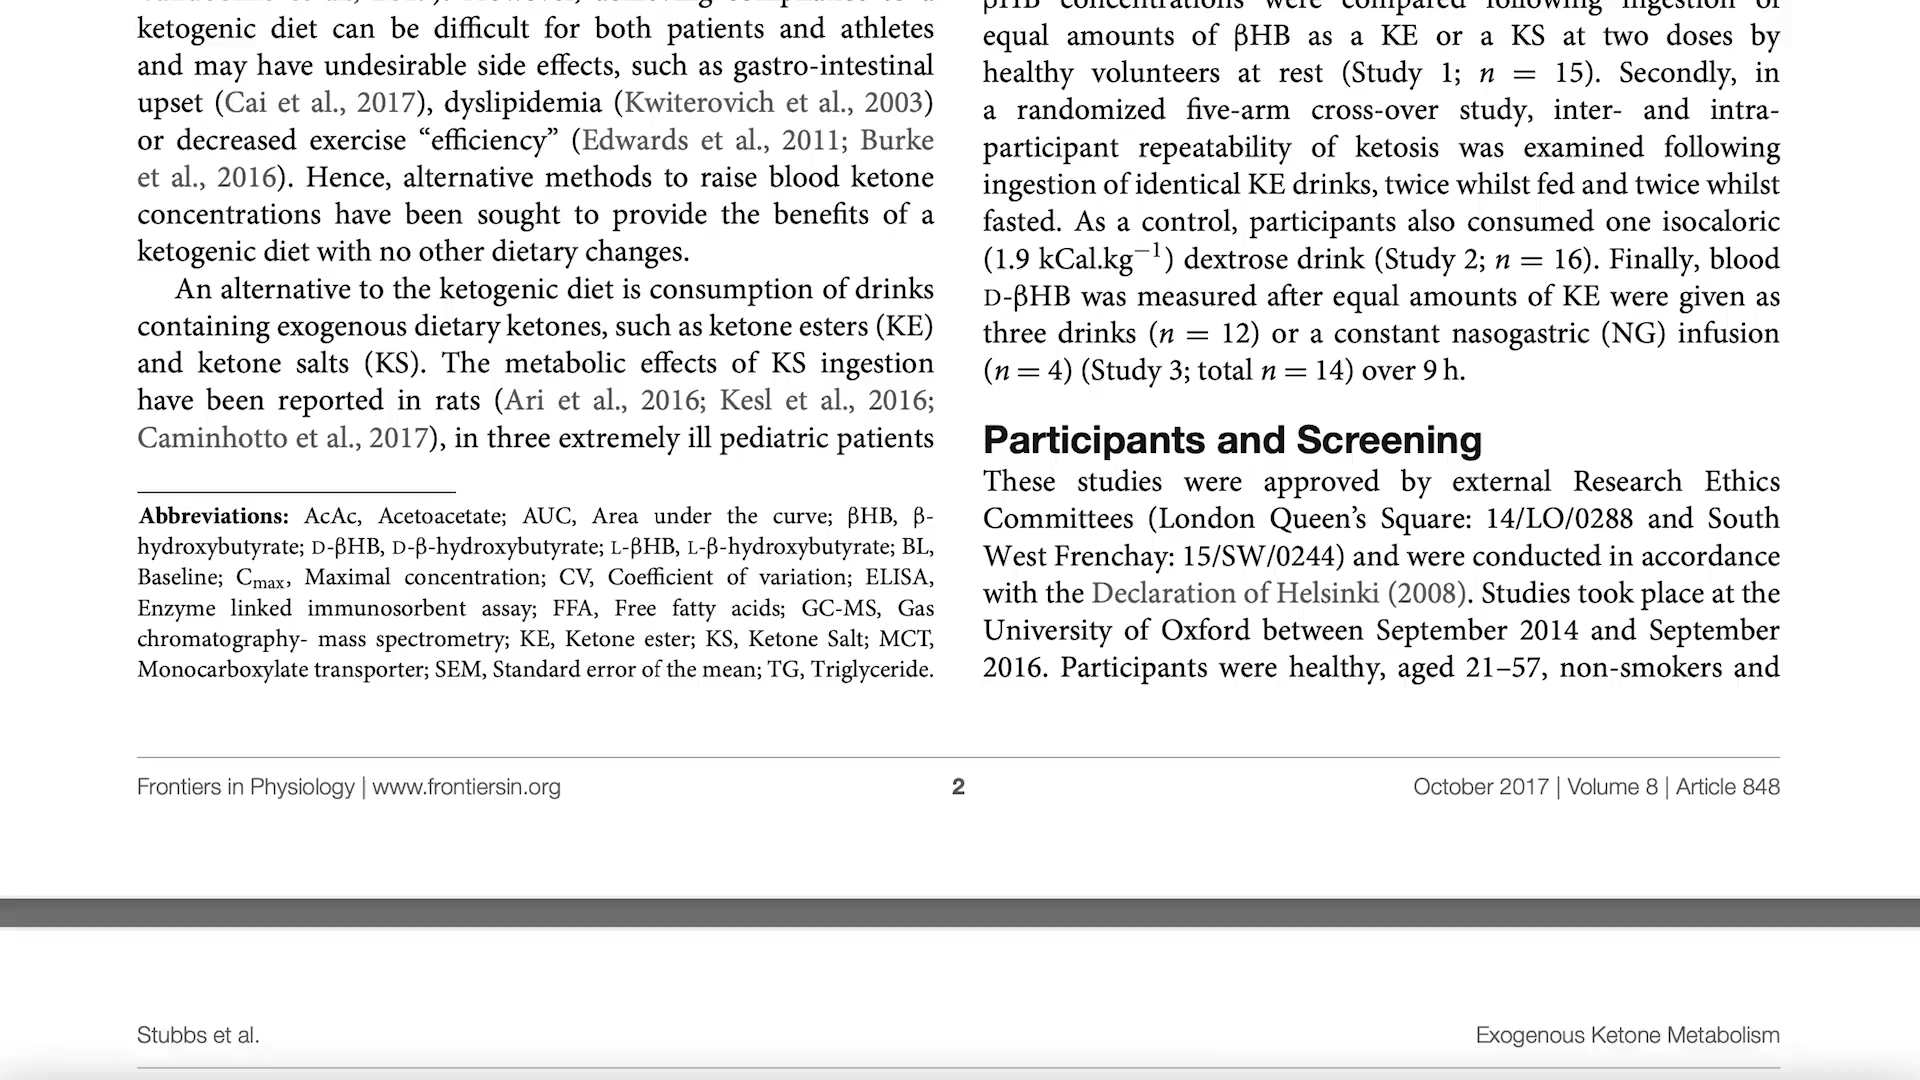 ketogenic diet can be difficult for both patients and athletes
and may have undesirable side effects, such as gastro-intestinal
upset (Cai et al., 2017), dyslipidemia (Kwiterovich et al., 2003)
or decreased exercise “efficiency” (Edwards et al., 2011; Burke
et al., 2016). Hence, alternative methods to raise blood ketone
concentrations have been sought to provide the benefits of a
ketogenic diet with no other dietary changes.
An alternative to the ketogenic diet is consumption of drinks
containing exogenous dietary ketones, such as ketone esters (KE)
and ketone salts (KS). The metabolic effects of KS ingestion
have been reported in rats (Ari et al., 2016; Kesl et al., 2016;
Caminhotto et al., 2017), in three extremely ill pediatric patients
Abbreviations: AcAc, Acetoacetate; AUC, Area under the curve; βHB, β-
hydroxybutyrate; D-βHB, D-β-hydroxybutyrate; L-βHB, L-β-hydroxybutyrate; BL,
Baseline; Cmax, Maximal concentration; CV, Coefficient of variation; ELISA,
Enzyme linked immunosorbent assay; FFA, Free fatty acids; GC-MS, Gas
chromatography- mass spectrometry; KE, Ketone ester; KS, Ketone Salt; MCT,
Monocarboxylate transporter; SEM, Standard error of the mean; TG, Triglyceride.
βHB concentrations were compared following ingestion of
equal amounts of βHB as a KE or a KS at two doses by
healthy volunteers at rest (Study 1; n = 15). Secondly, in
a randomized five-arm cross-over study, inter- and intra-
participant repeatability of ketosis was examined following
ingestion of identical KE drinks, twice whilst fed and twice whilst
fasted. As a control, participants also consumed one isocaloric
(1.9 kCal.kg⁻¹) dextrose drink (Study 2; n = 16). Finally, blood
D-βHB was measured after equal amounts of KE were given as
three drinks (n = 12) or a constant nasogastric (NG) infusion
(n = 4) (Study 3; total n = 14) over 9 h.
Participants and Screening
These studies were approved by external Research Ethics
Committees (London Queen’s Square: 14/LO/0288 and South
West Frenchay: 15/SW/0244) and were conducted in accordance
with the Declaration of Helsinki (2008). Studies took place at the
University of Oxford between September 2014 and September
2016. Participants were healthy, aged 21–57, non-smokers and
Frontiers in Physiology | www.frontiersin.org
2
October 2017 | Volume 8 | Article 848
Stubbs et al.
Exogenous Ketone Metabolism